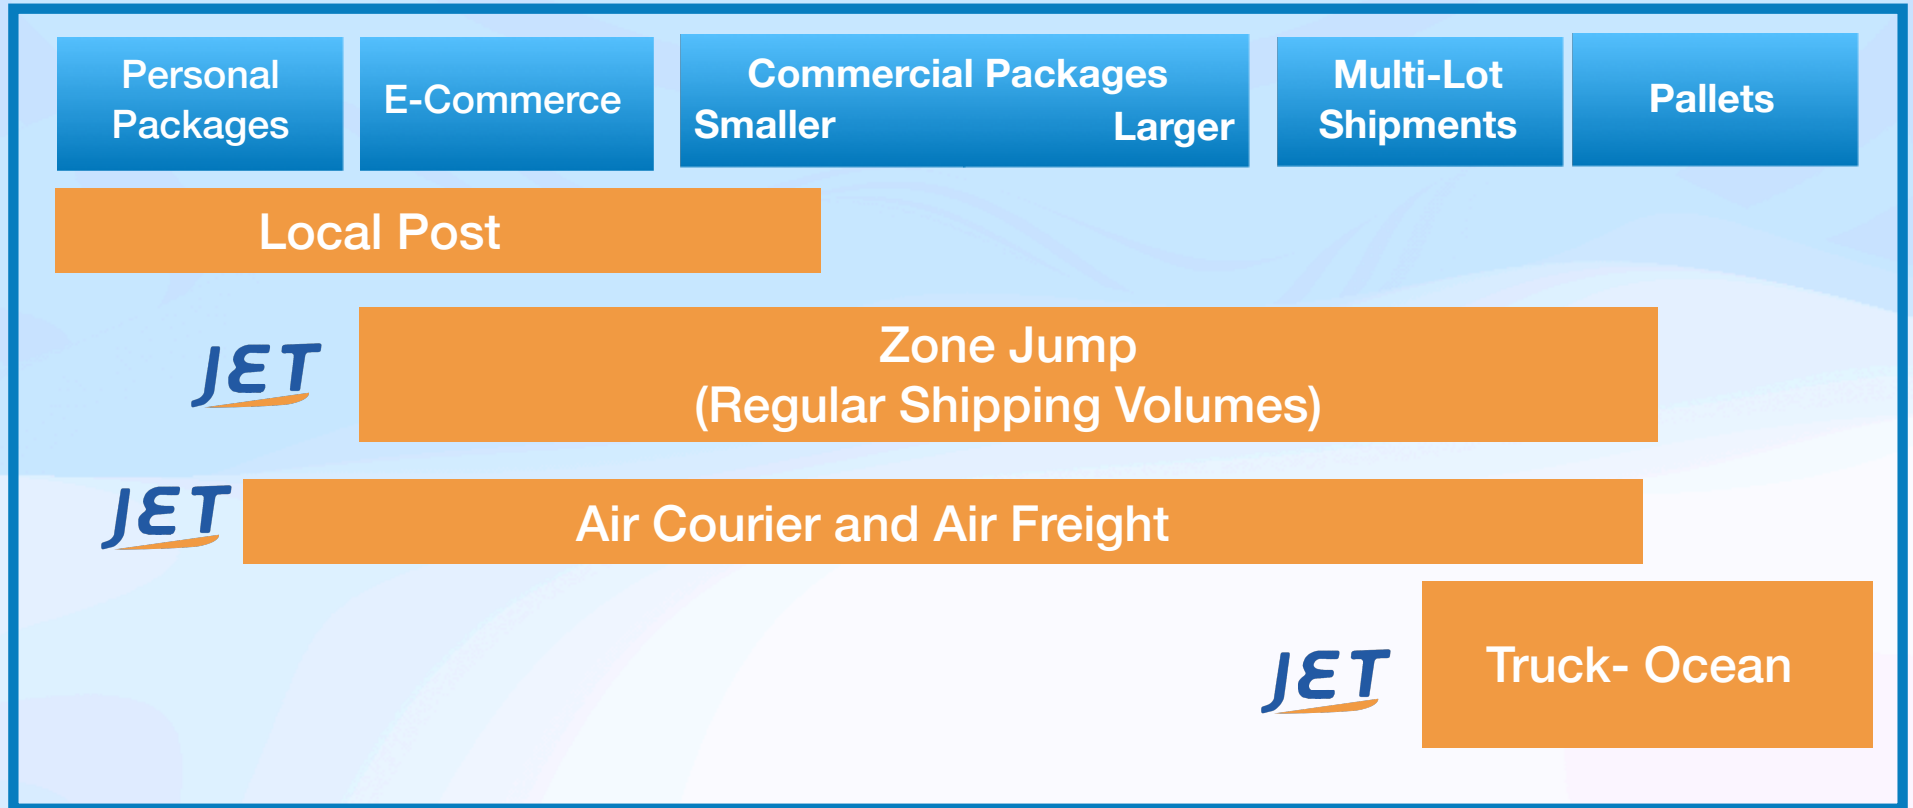 Personal
Packages
E-Commerce
Commercial Packages
Smaller Larger
Multi-Lot
Shipments
Pallets
Local Post
JET
Zone Jump
(Regular Shipping Volumes)
JET
Air Courier and Air Freight
JET
Truck- Ocean